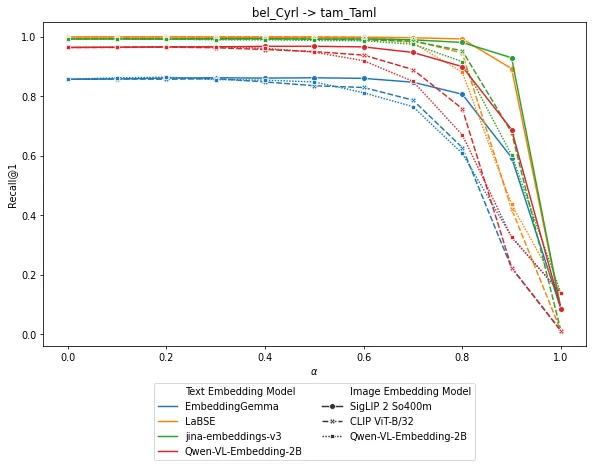 bel_Cyrl -> tam_Taml
Recall@1
1.0
0.8
0.6
0.4
0.2
0.0
0.0 0.2 0.4 0.6 0.8 1.0
α
Text Embedding Model
EmbeddingGemma
LaBSE
jina-embeddings-v3
Qwen-VL-Embedding-2B
Image Embedding Model
SigLIP 2 So400m
CLIP ViT-B/32
Qwen-VL-Embedding-2B